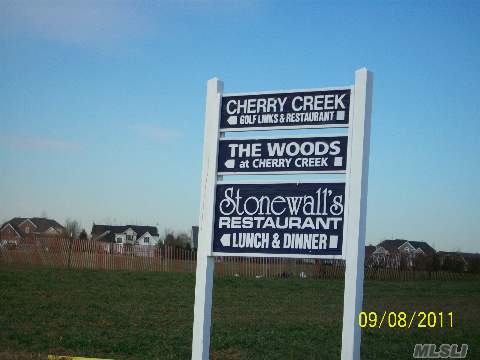 CHERRY CREEK
GOLF LINKS & RESTAURANT
THE WOODS
at CHERRY CREEK
Stonewall's
RESTAURANT
LUNCH & DINNER
09/08/2011
MLSLI